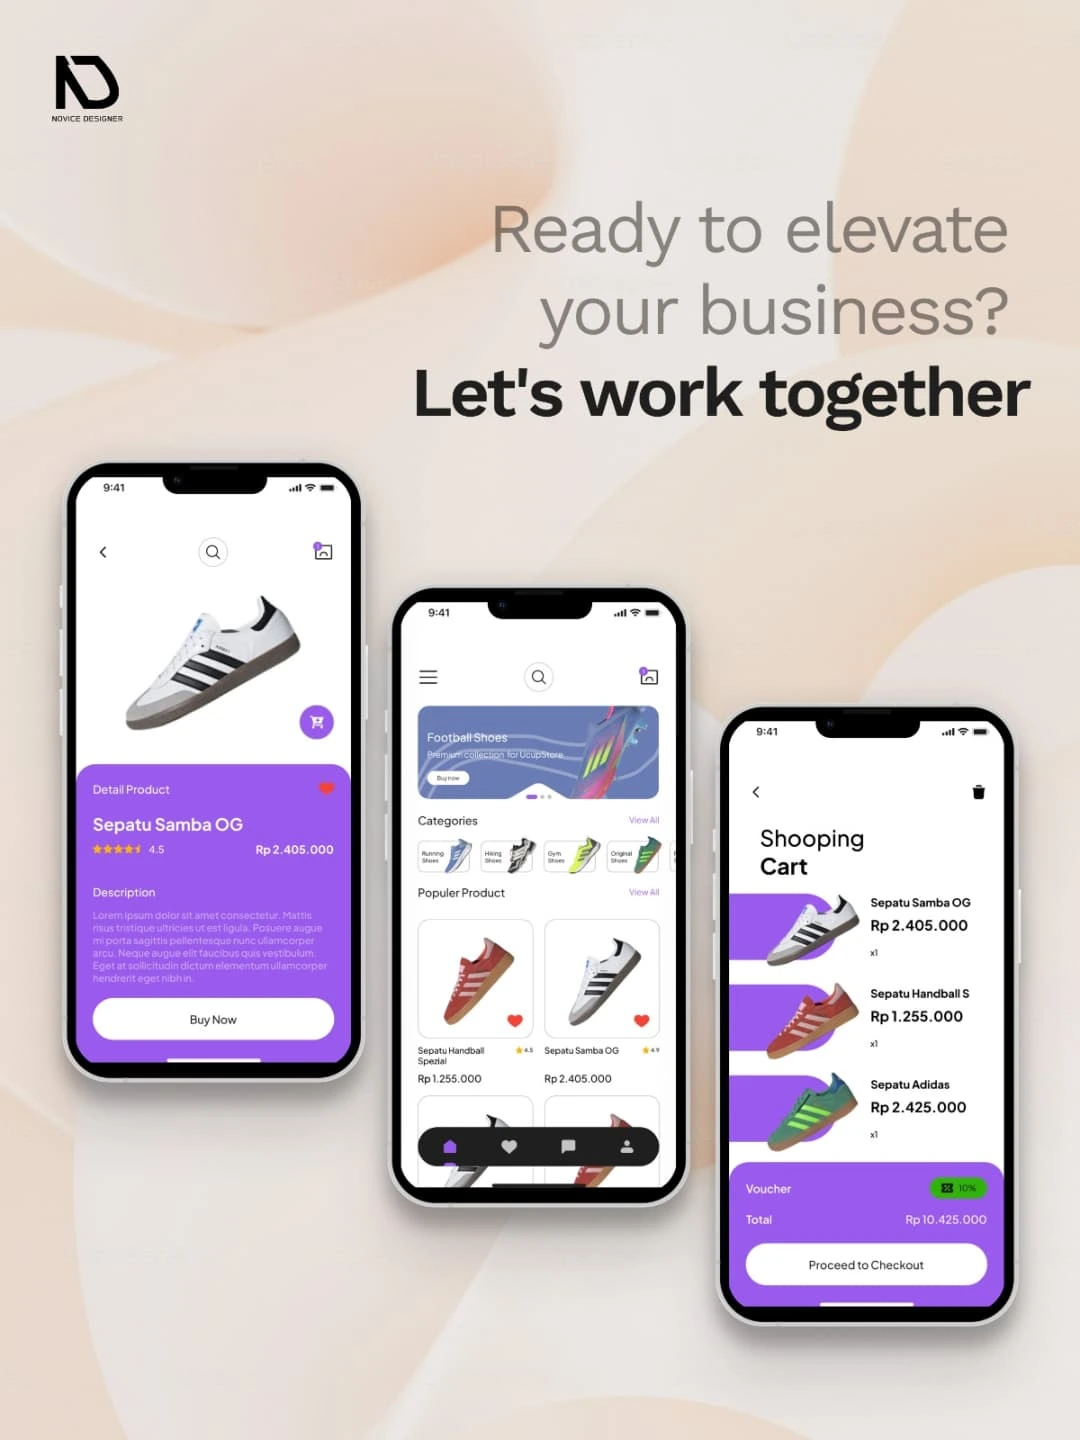 NOVICE DESIGNER
Ready to elevate
your business?
Let's work together
9:41
Detail Product
Sepatu Samba OG
4.5
Rp 2.405.000
Description
Lorem ipsum dolor sit amet consectetur. Mattis
risus tristique ultricies ut est ligula. Posuere augue
mi porta sagittis pellentesque nunc ullamcorper
arcu. Neque augue elit faucibus quis vestibulum.
Eget at sollicitudin dictum elementum ullamcorper
hendrerit eget nibh in.
Buy Now
9:41
Football Shoes
Premium collection for UcupStore.
Buy now
Categories
View All
Running
Shoes
Hiking
Shoes
Gym
Shoes
Original
Shoes
Populer Product
View All
Sepatu Handball
Spezial
4.5
Rp 1.255.000
Sepatu Samba OG
4.9
Rp 2.405.000
9:41
Shooping
Cart
Sepatu Samba OG
Rp 2.405.000
x1
Sepatu Handball S
Rp 1.255.000
x1
Sepatu Adidas
Rp 2.425.000
x1
Voucher
10%
Total
Rp 10.425.000
Proceed to Checkout